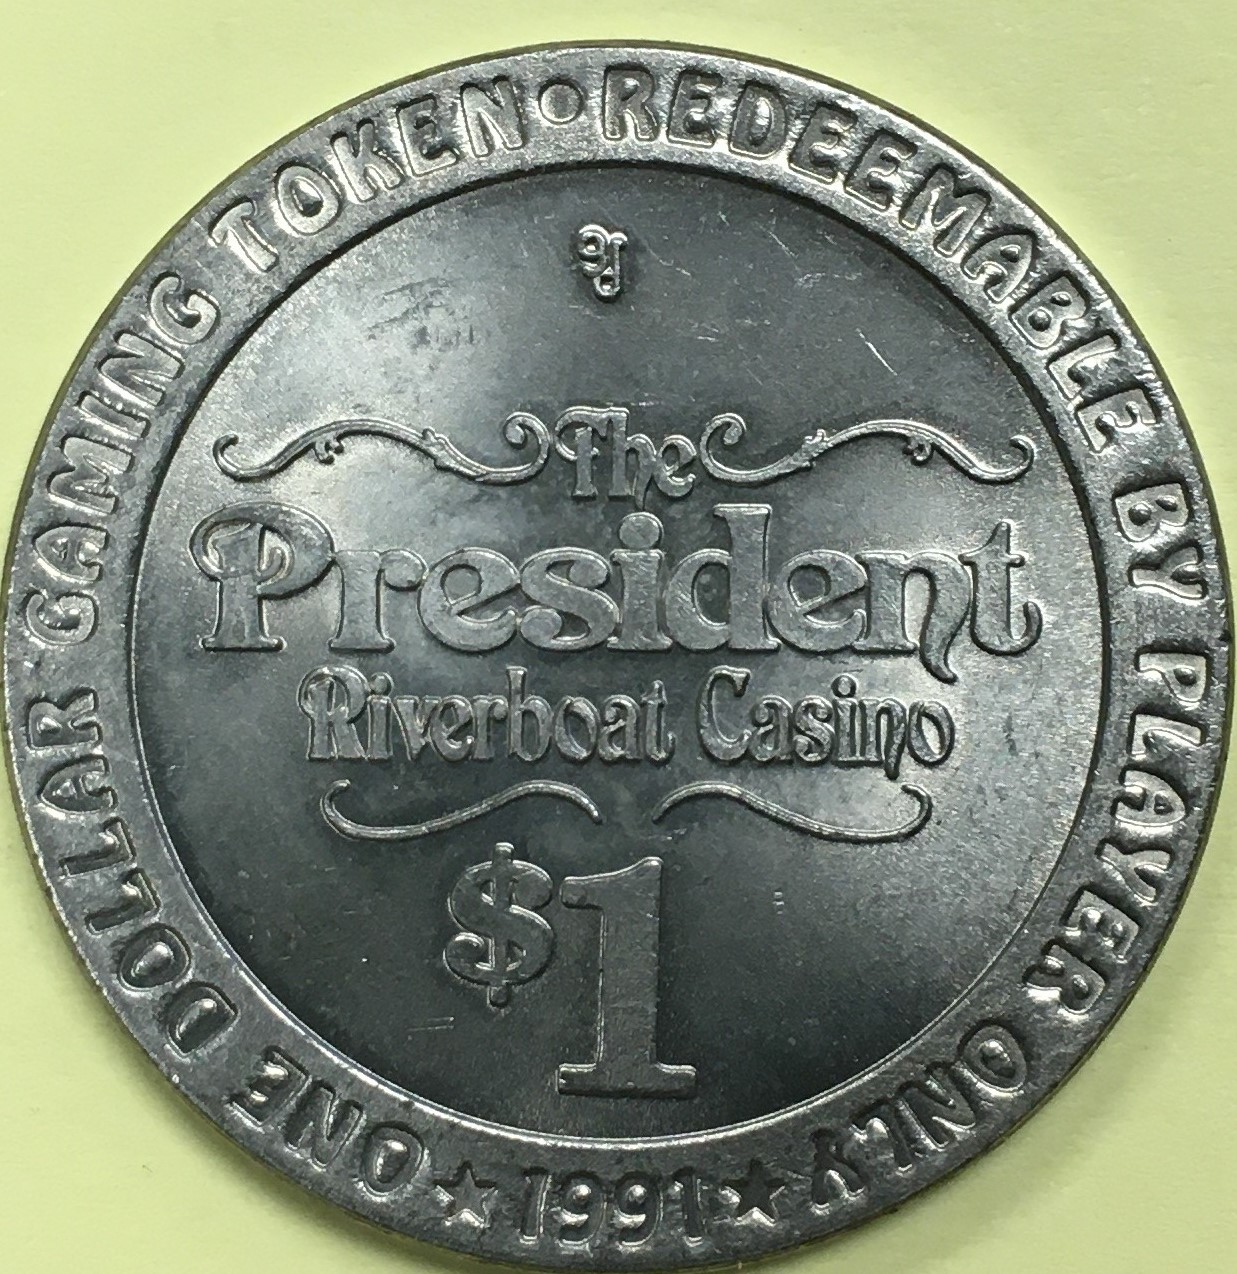 ONE DOLLAR GAMING TOKEN • REDEEMABLE BY PLAYER ONLY
The
President
Riverboat Casino
$1
★ 1991 ★